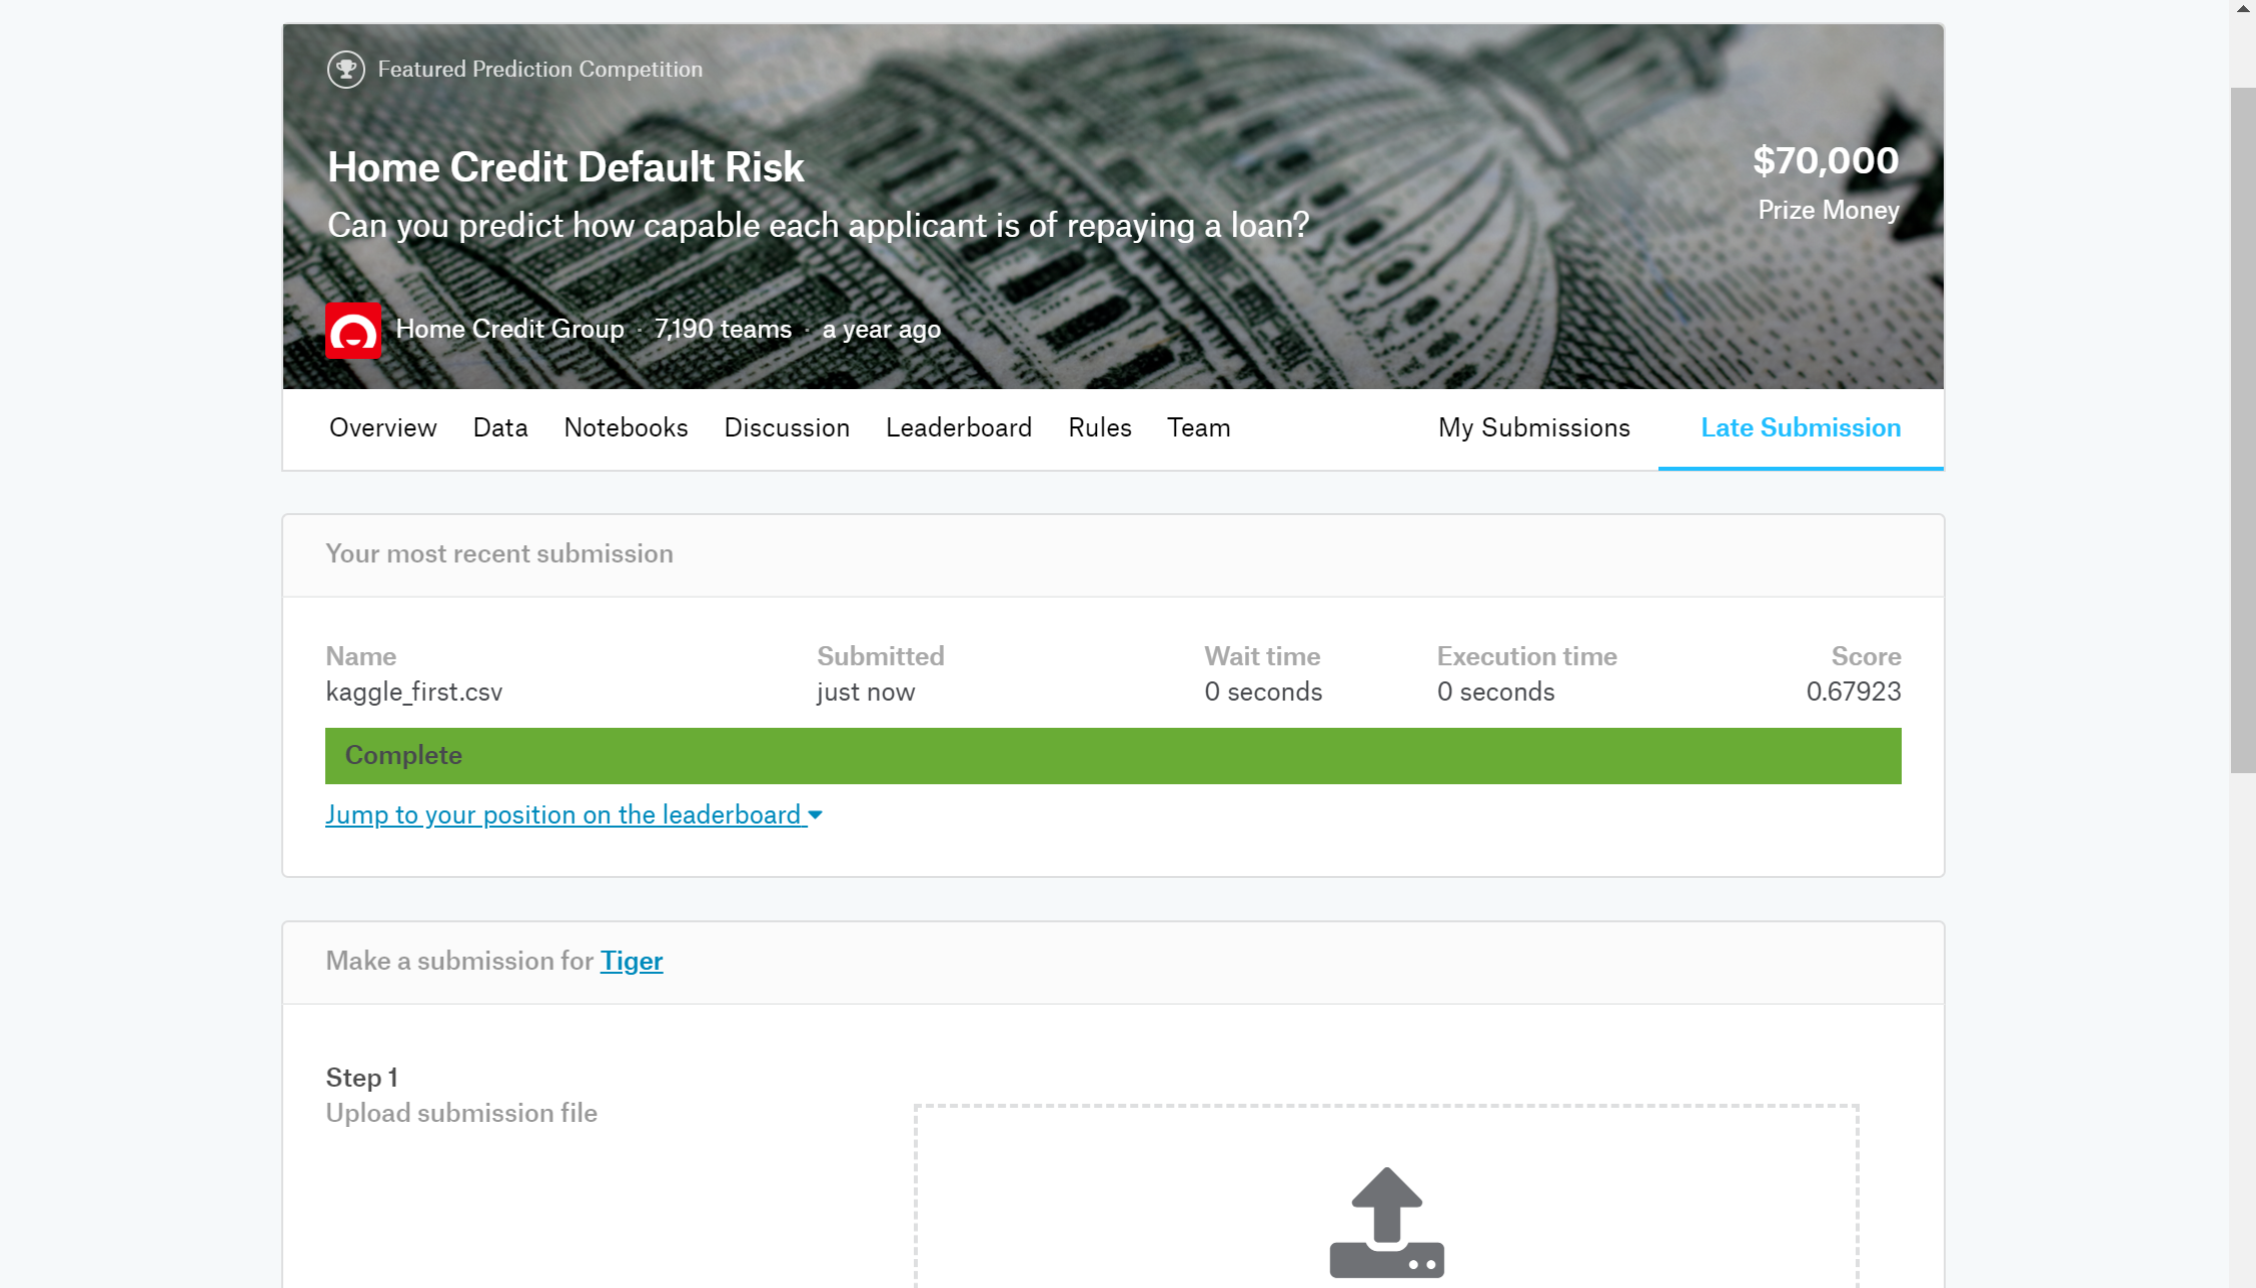 Featured Prediction Competition
Home Credit Default Risk
Can you predict how capable each applicant is of repaying a loan?
$70,000
Prize Money
Home Credit Group · 7,190 teams · a year ago
Overview Data Notebooks Discussion Leaderboard Rules Team My Submissions Late Submission
Your most recent submission
Name Submitted Wait time Execution time Score
kaggle_first.csv just now 0 seconds 0 seconds 0.67923
Complete
Jump to your position on the leaderboard
Make a submission for Tiger
Step 1
Upload submission file